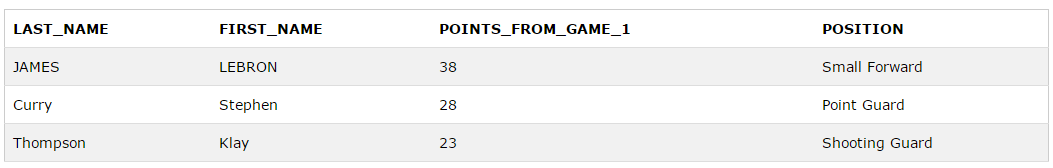 LAST_NAME FIRST_NAME POINTS_FROM_GAME_1 POSITION
JAMES LEBRON 38 Small Forward
Curry Stephen 28 Point Guard
Thompson Klay 23 Shooting Guard